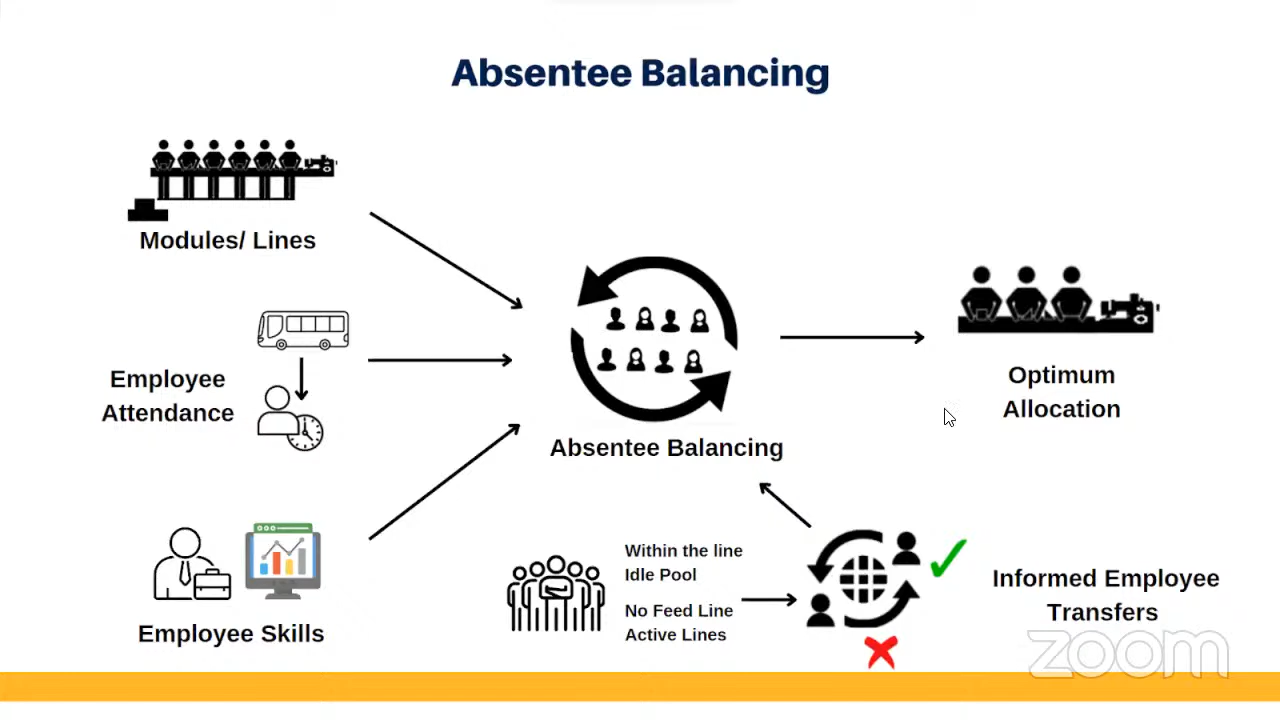 Absentee Balancing
Modules/ Lines
Employee
Attendance
Employee Skills
Absentee Balancing
Within the line
Idle Pool
No Feed Line
Active Lines
Optimum
Allocation
Informed Employee
Transfers
zoom